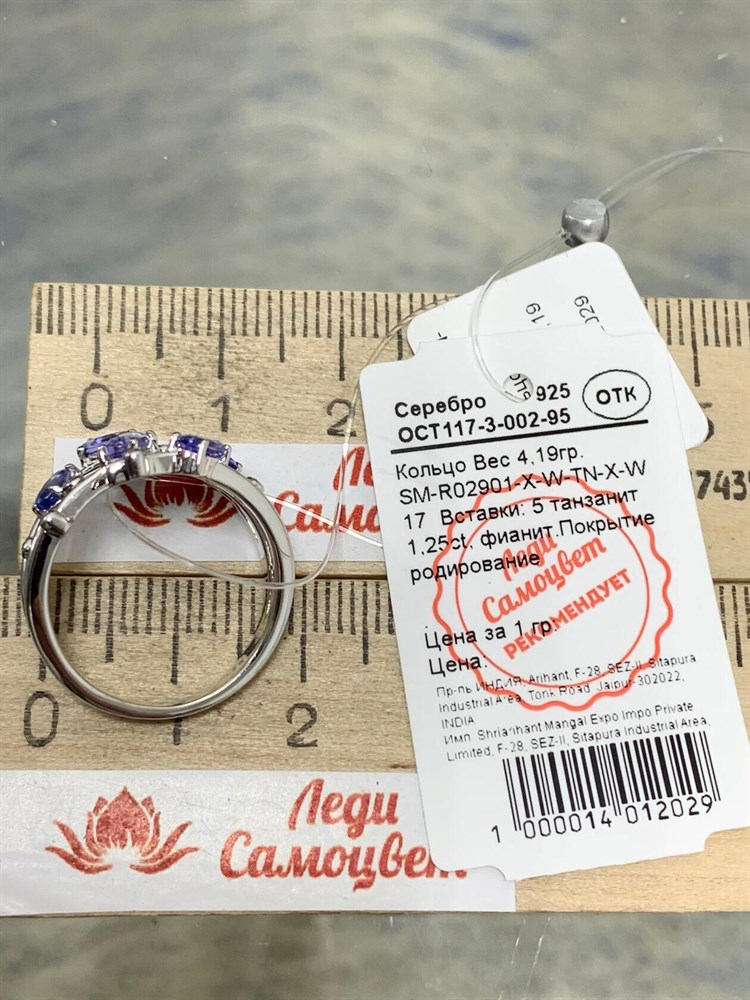 029
19
0 1 2
743
Серебро 925
ОТК
ОСТ117-3-002-95
Кольцо Вес 4,19гр.
SM-R02901-X-W-TN-X-W
17 Вставки: 5 танзанит
1,25ct, фианит.Покрытие
родирование
Леди
Самоцвет
РЕКОМЕНДУЕТ
Цена за 1 гр.
Цена:
Пр-ль ИНДИЯ, Arihant, F-28, SEZ-II, Sitapura
Industrial Area, Tonk Road, Jaipur-302022,
INDIA
Имп. Shriarihant Mangal Expo Impo Private
Limited, F-28, SEZ-II, Sitapura Industrial Area,
1 000014 012029
0 2
Леди
Самоцвет